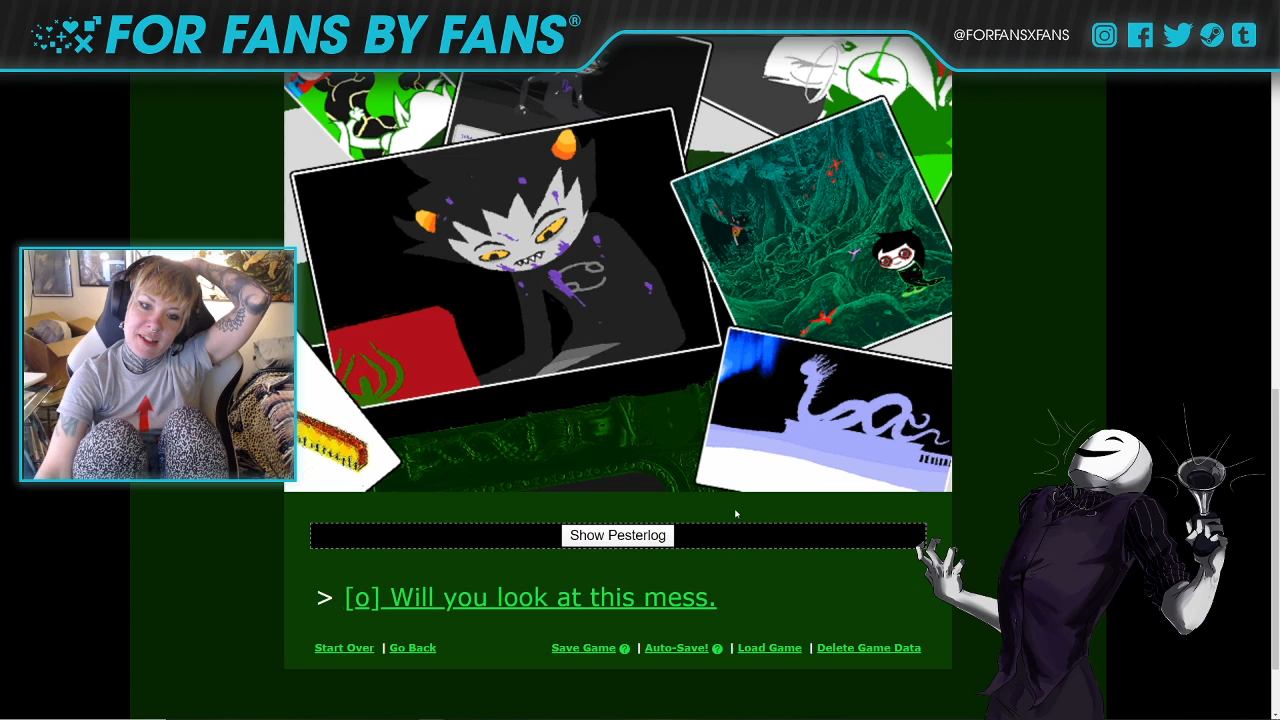 FOR FANS BY FANS®
@FORFANSXFANS
Show Pesterlog
> [o] Will you look at this mess.
Start Over | Go Back
Save Game ? | Auto-Save! ? | Load Game | Delete Game Data